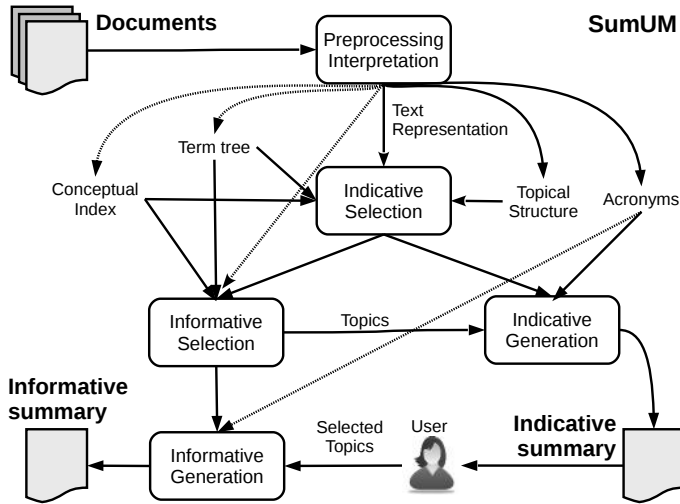 Documents
SumUM
Preprocessing
Interpretation
Text
Representation
Term tree
Conceptual
Index
Indicative
Selection
Topical
Structure
Acronyms
Informative
Selection
Topics
Indicative
Generation
Informative
summary
Informative
Generation
Selected
Topics
User
Indicative
summary